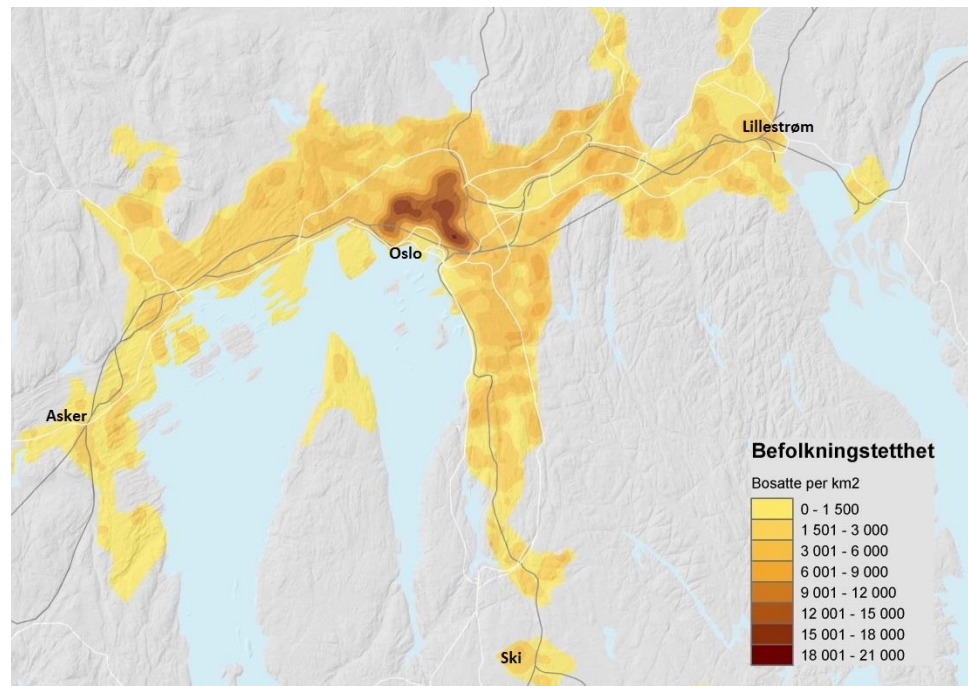 Lillestrøm
Oslo
Asker
Ski
Befolkningstetthet
Bosatte per km2
0 - 1 500
1 501 - 3 000
3 001 - 6 000
6 001 - 9 000
9 001 - 12 000
12 001 - 15 000
15 001 - 18 000
18 001 - 21 000